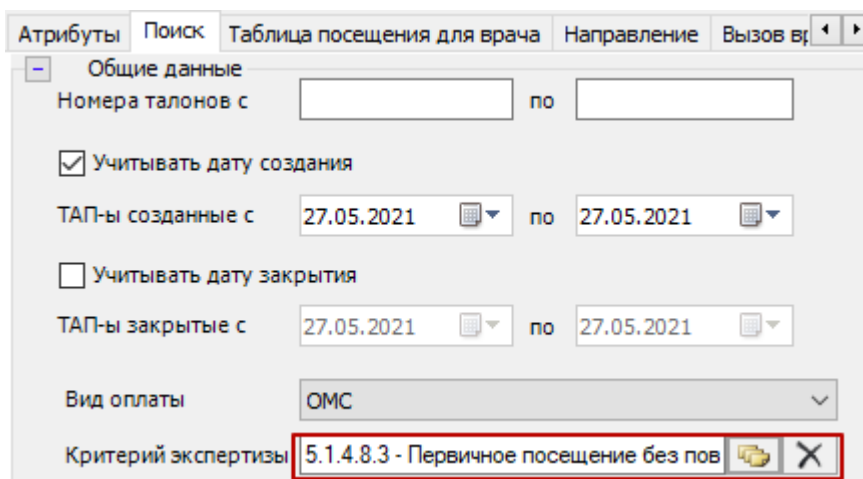 Атрибуты Поиск Таблица посещения для врача Направление Вызов
Общие данные
Номера талонов с по
Учитывать дату создания
ТАП-ы созданные с 27.05.2021 по 27.05.2021
Учитывать дату закрытия
ТАП-ы закрытые с 27.05.2021 по 27.05.2021
Вид оплаты ОМС
Критерий экспертизы 5.1.4.8.3 - Первичное посещение без пов